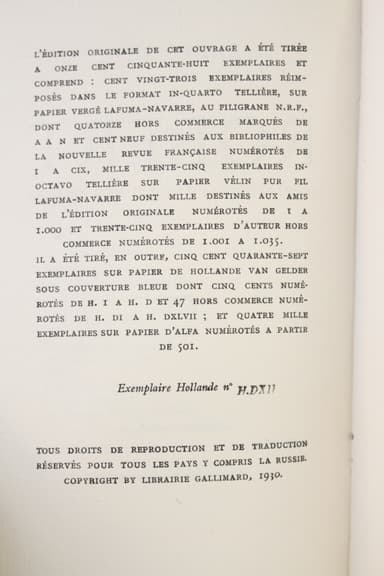 L'ÉDITION ORIGINALE DE CET OUVRAGE A ÉTÉ TIRÉE
A ONZE CENT CINQUANTE-HUIT EXEMPLAIRES ET
COMPREND : CENT VINGT-TROIS EXEMPLAIRES RÉIM-
POSÉS DANS LE FORMAT IN-QUARTO TELLIÈRE, SUR
PAPIER VERGÉ LAFUMA-NAVARRE, AU FILIGRANE N.R.F.,
DONT QUATORZE HORS COMMERCE MARQUÉS DE
A A N ET CENT NEUF DESTINÉS AUX BIBLIOPHILES DE
LA NOUVELLE REVUE FRANÇAISE NUMÉROTÉS DE
I A CIX, MILLE TRENTE-CINQ EXEMPLAIRES IN-
OCTAVO TELLIÈRE SUR PAPIER VÉLIN PUR FIL
LAFUMA-NAVARRE DONT MILLE DESTINÉS AUX AMIS
DE L'ÉDITION ORIGINALE NUMÉROTÉS DE 1 A
1.000 ET TRENTE-CINQ EXEMPLAIRES D'AUTEUR HORS
COMMERCE NUMÉROTÉS DE 1.001 A 1.035.
IL A ÉTÉ TIRÉ, EN OUTRE, CINQ CENT QUARANTE-SEPT
EXEMPLAIRES SUR PAPIER DE HOLLANDE VAN GELDER
SOUS COUVERTURE BLEUE DONT CINQ CENTS NUMÉ-
ROTÉS DE H. I A H. D ET 47 HORS COMMERCE NUMÉ-
ROTÉS DE H. DI A H. DXLVII ; ET QUATRE MILLE
EXEMPLAIRES SUR PAPIER D'ALFA NUMÉROTÉS A PARTIR
DE 501.
Exemplaire Hollande n° H.DXII
TOUS DROITS DE REPRODUCTION ET DE TRADUCTION
RÉSERVÉS POUR TOUS LES PAYS Y COMPRIS LA RUSSIE.
COPYRIGHT BY LIBRAIRIE GALLIMARD, 1930.